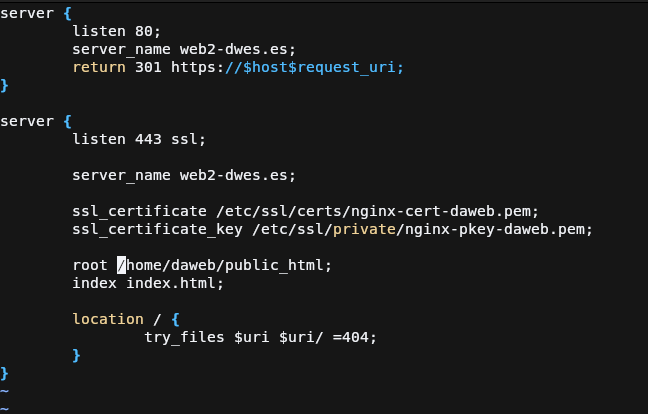 server {
        listen 80;
        server_name web2-dwes.es;
        return 301 https://$host$request_uri;
}

server {
        listen 443 ssl;

        server_name web2-dwes.es;

        ssl_certificate /etc/ssl/certs/nginx-cert-daweb.pem;
        ssl_certificate_key /etc/ssl/private/nginx-pkey-daweb.pem;

        root /home/daweb/public_html;
        index index.html;

        location / {
                try_files $uri $uri/ =404;
        }
}
~
~